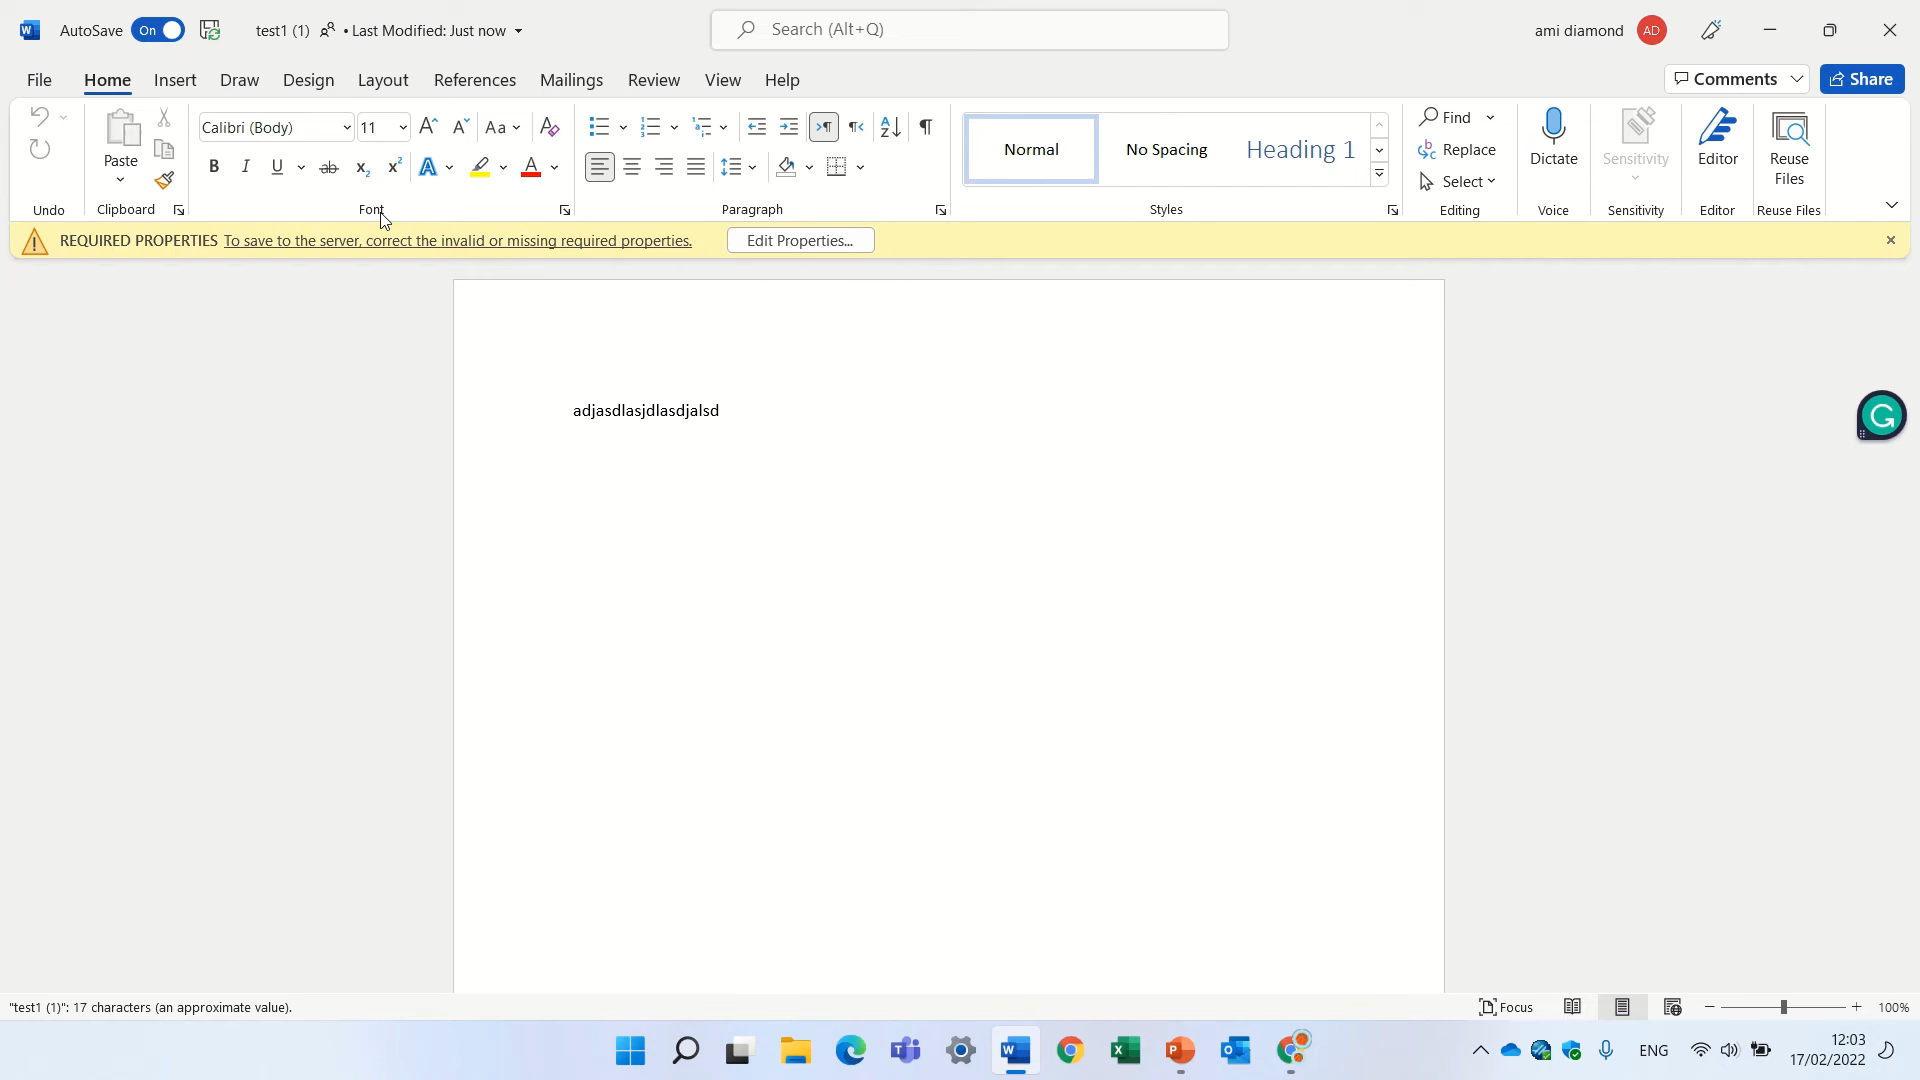 AutoSave On test1 (1) • Last Modified: Just now Search (Alt+Q) ami diamond AD
File Home Insert Draw Design Layout References Mailings Review View Help Comments Share
Calibri (Body) 11 Aa
Paste
B I U ab x₂ x² A A
Normal No Spacing Heading 1
Find
Replace
Select
Dictate Sensitivity Editor Reuse Files
Undo Clipboard Font Paragraph Styles Editing Voice Sensitivity Editor Reuse Files
REQUIRED PROPERTIES To save to the server, correct the invalid or missing required properties. Edit Properties...
adjasdlasjdlasdjalsd
"test1 (1)": 17 characters (an approximate value). Focus 100%
ENG 12:03
17/02/2022